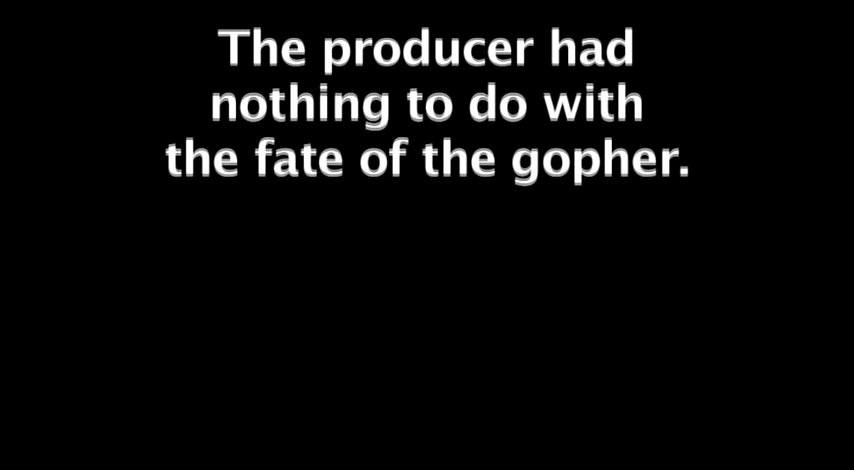 The producer had
nothing to do with
the fate of the gopher.